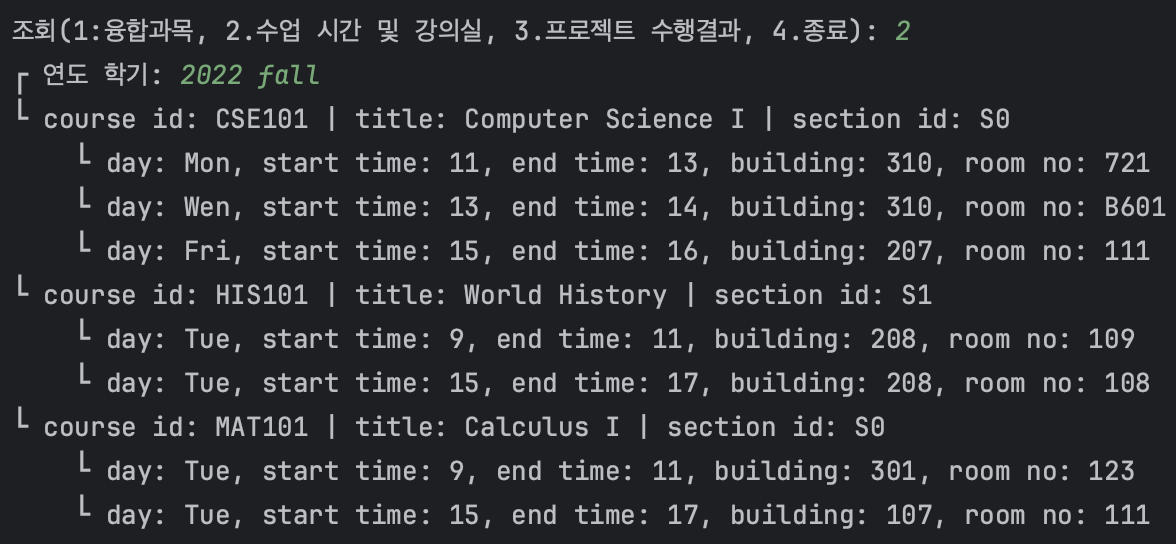 조회(1:융합과목, 2.수업 시간 및 강의실, 3.프로젝트 수행결과, 4.종료): 2
┌ 연도 학기: 2022 fall
└ course id: CSE101 | title: Computer Science I | section id: S0
└ day: Mon, start time: 11, end time: 13, building: 310, room no: 721
└ day: Wen, start time: 13, end time: 14, building: 310, room no: B601
└ day: Fri, start time: 15, end time: 16, building: 207, room no: 111
└ course id: HIS101 | title: World History | section id: S1
└ day: Tue, start time: 9, end time: 11, building: 208, room no: 109
└ day: Tue, start time: 15, end time: 17, building: 208, room no: 108
└ course id: MAT101 | title: Calculus I | section id: S0
└ day: Tue, start time: 9, end time: 11, building: 301, room no: 123
└ day: Tue, start time: 15, end time: 17, building: 107, room no: 111